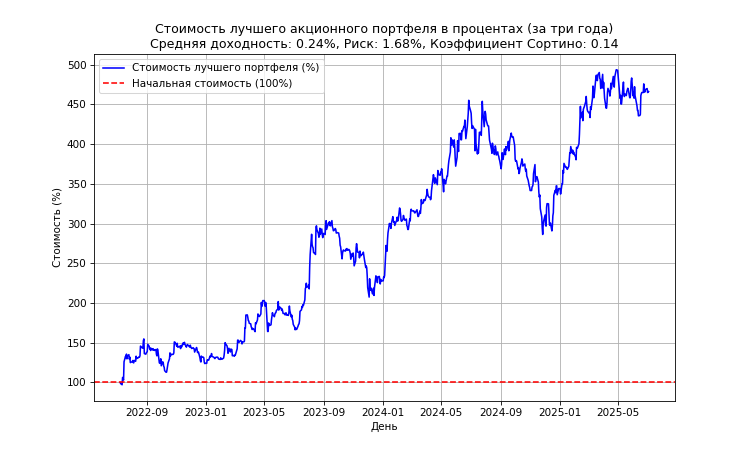 Стоимость лучшего акционного портфеля в процентах (за три года)
Средняя доходность: 0.24%, Риск: 1.68%, Коэффициент Сортино: 0.14
Стоимость лучшего портфеля (%)
Начальная стоимость (100%)
Стоимость (%)
500
450
400
350
300
250
200
150
100
2022-09 2023-01 2023-05 2023-09 2024-01 2024-05 2024-09 2025-01 2025-05
День